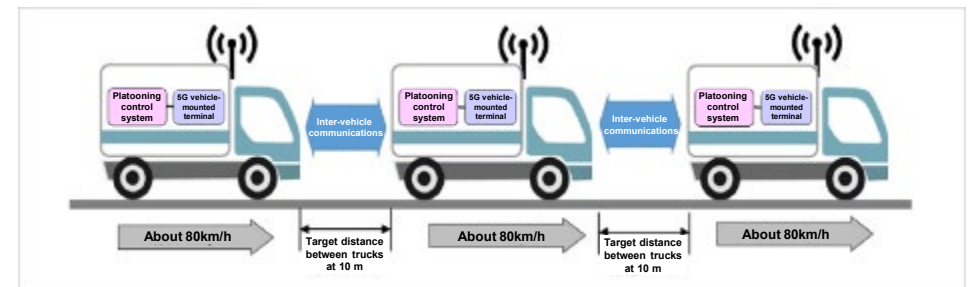 Platooning
control
system
5G vehicle-
mounted
terminal
Inter-vehicle
communications
Platooning
control
system
5G vehicle-
mounted
terminal
Inter-vehicle
communications
Platooning
control
system
5G vehicle-
mounted
terminal
About 80km/h
Target distance
between trucks
at 10 m
About 80km/h
Target distance
between trucks
at 10 m
About 80km/h